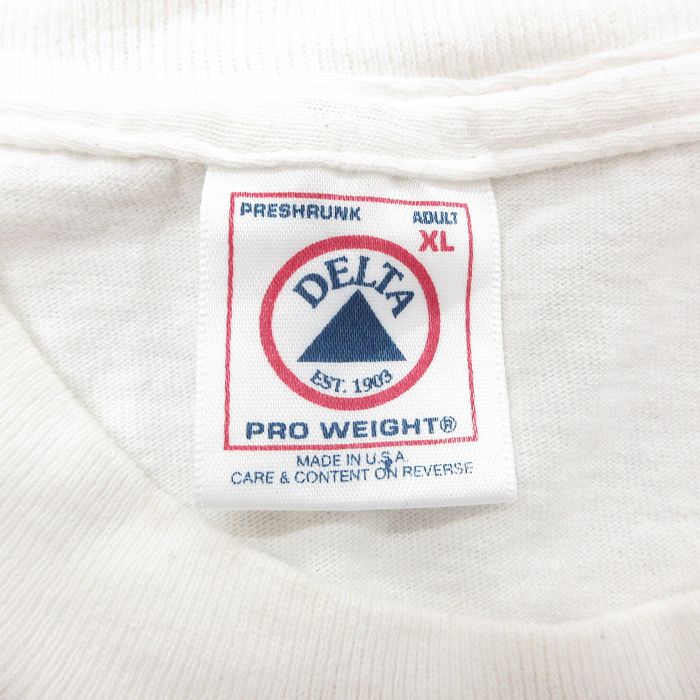 PRESHRUNK ADULT
XL
DELTA
EST. 1903
PRO WEIGHT®
MADE IN U.S.A.
CARE & CONTENT ON REVERSE